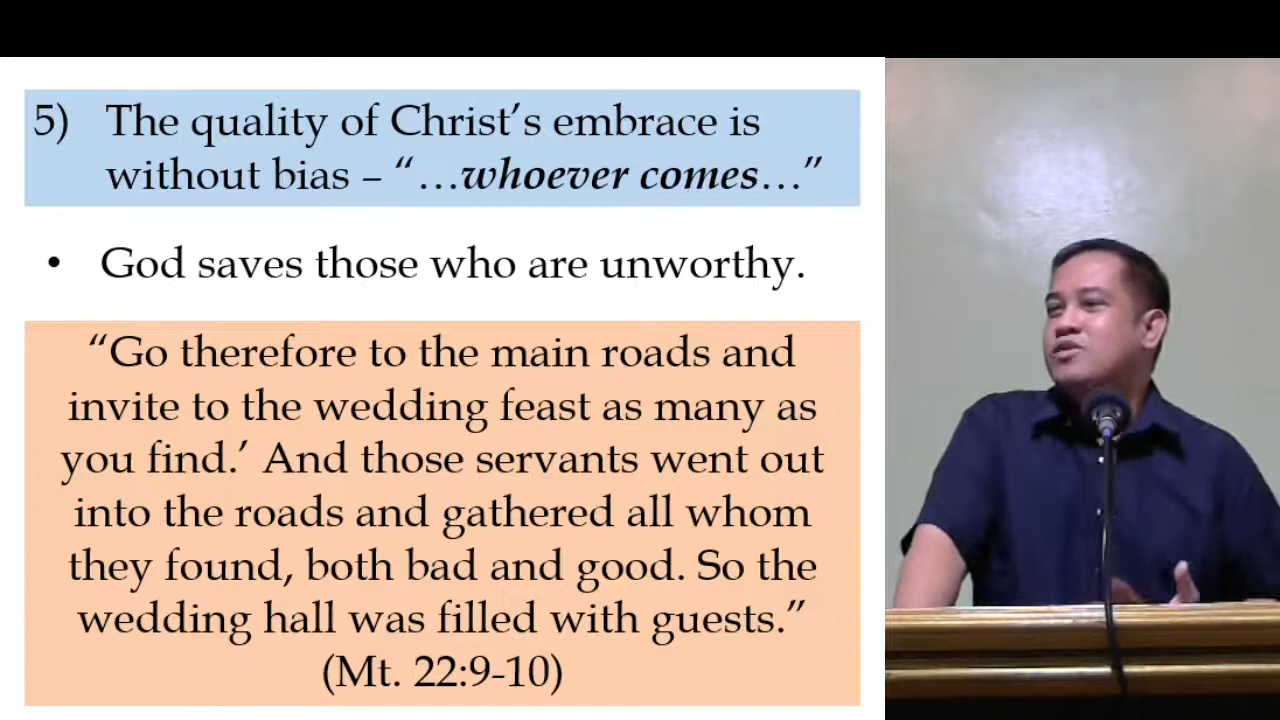 5) The quality of Christ’s embrace is
without bias – “…whoever comes…”
• God saves those who are unworthy.
“Go therefore to the main roads and
invite to the wedding feast as many as
you find.’ And those servants went out
into the roads and gathered all whom
they found, both bad and good. So the
wedding hall was filled with guests.”
(Mt. 22:9-10)